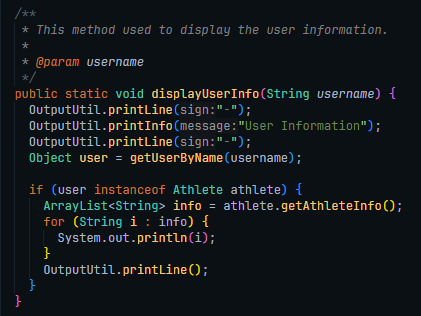 /**
 * This method used to display the user information.
 *
 * @param username
 */
public static void displayUserInfo(String username) {
  OutputUtil.printLine(sign:"-");
  OutputUtil.printInfo(message:"User Information");
  OutputUtil.printLine(sign:"-");
  Object user = getUserByName(username);

  if (user instanceof Athlete athlete) {
    ArrayList<String> info = athlete.getAthleteInfo();
    for (String i : info) {
      System.out.println(i);
    }
    OutputUtil.printLine();
  }
}